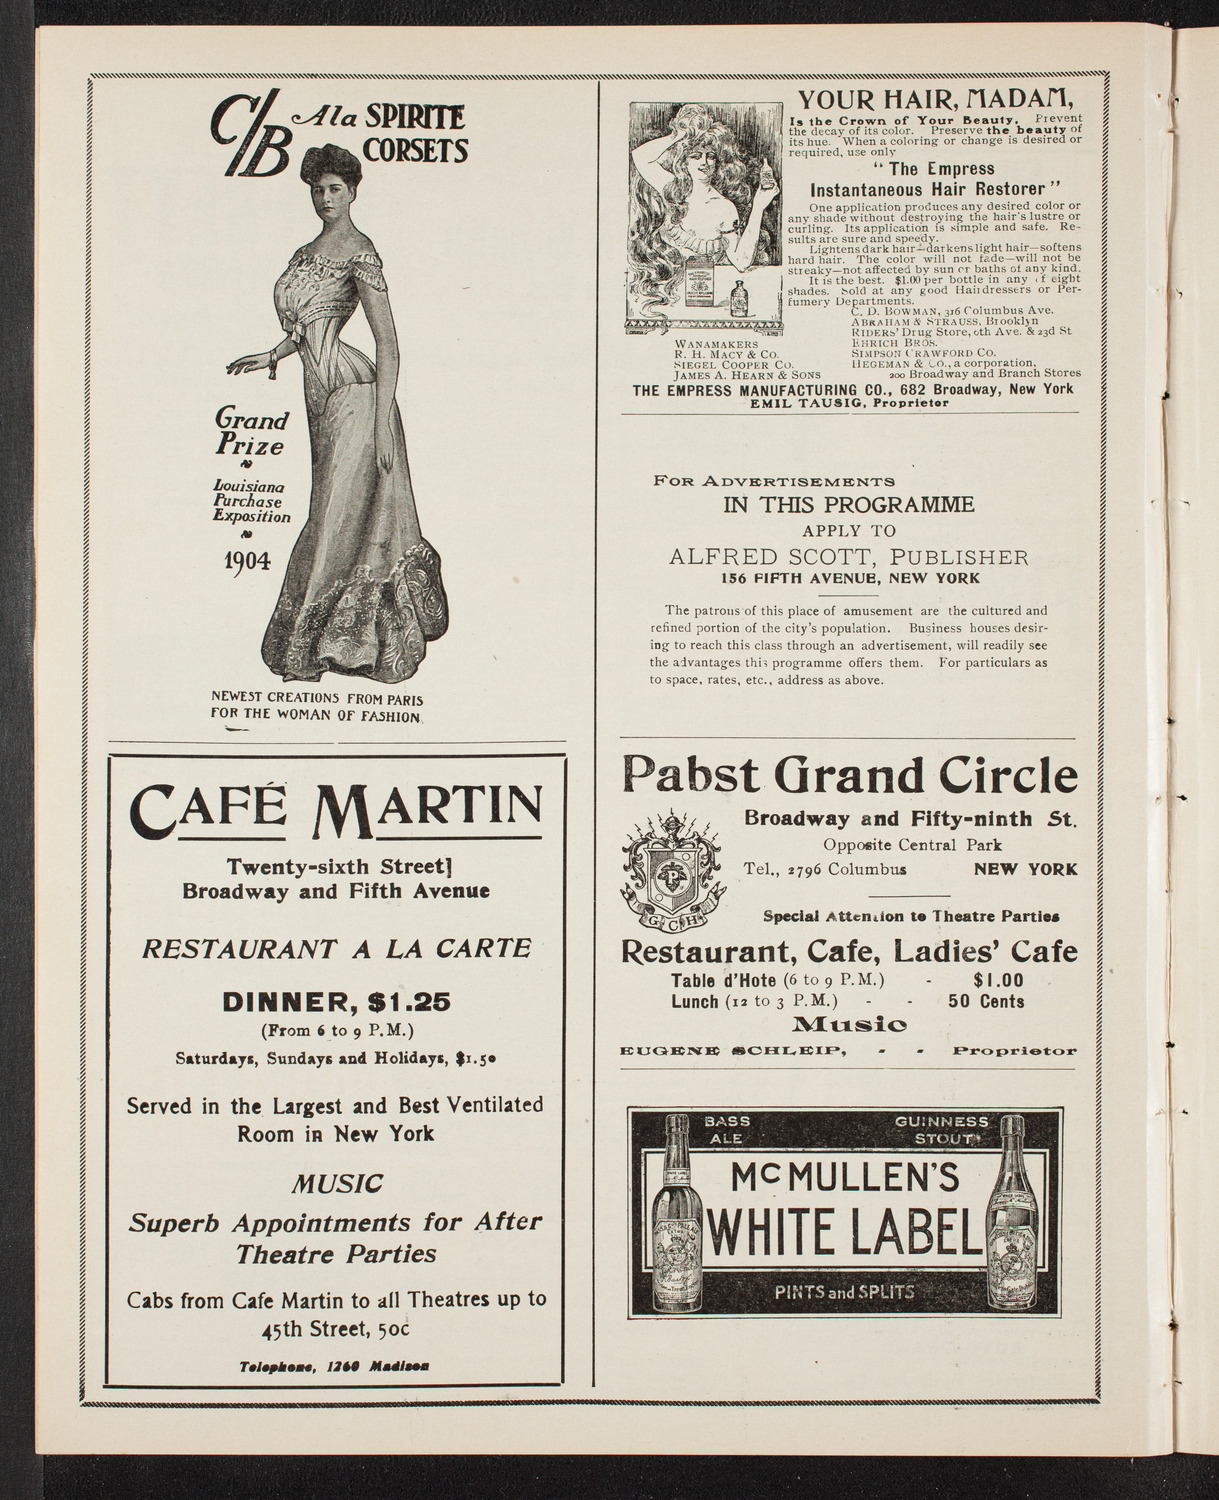 C/B Ala SPIRITE
CORSETS
Grand
Prize
Louisiana
Purchase
Exposition
1904
NEWEST CREATIONS FROM PARIS
FOR THE WOMAN OF FASHION
CAFÉ MARTIN
Twenty-sixth Street]
Broadway and Fifth Avenue
RESTAURANT A LA CARTE
DINNER, $1.25
(From 6 to 9 P.M.)
Saturdays, Sundays and Holidays, $1.50
Served in the Largest and Best Ventilated
Room in New York
MUSIC
Superb Appointments for After
Theatre Parties
Cabs from Cafe Martin to all Theatres up to
45th Street, 50c
Telephone, 1260 Madison
YOUR HAIR, MADAM,
Is the Crown of Your Beauty. Prevent
the decay of its color. Preserve the beauty of
its hue. When a coloring or change is desired or
required, use only
"The Empress
Instantaneous Hair Restorer"
One application produces any desired color or
any shade without destroying the hair's lustre or
curling. Its application is simple and safe. Re-
sults are sure and speedy.
Lightens dark hair—darkens light hair—softens
hard hair. The color will not fade—will not be
streaky—not affected by sun or baths of any kind.
It is the best. $1.00 per bottle in any of eight
shades. Sold at any good Hairdressers or Per-
fumery Departments.
C. D. BOWMAN, 316 Columbus Ave.
ABRAHAM & STRAUSS, Brooklyn
RIDERS' Drug Store, 6th Ave. & 23d St
WANAMAKERS EHRICH BROS.
R. H. MACY & CO. SIMPSON CRAWFORD CO.
SIEGEL COOPER CO. HEGEMAN & CO., a corporation,
JAMES A. HEARN & SONS 200 Broadway and Branch Stores
THE EMPRESS MANUFACTURING CO., 682 Broadway, New York
EMIL TAUSIG, Proprietor
FOR ADVERTISEMENTS
IN THIS PROGRAMME
APPLY TO
ALFRED SCOTT, PUBLISHER
156 FIFTH AVENUE, NEW YORK
The patrons of this place of amusement are the cultured and
refined portion of the city's population. Business houses desir-
ing to reach this class through an advertisement, will readily see
the advantages this programme offers them. For particulars as
to space, rates, etc., address as above.
Pabst Grand Circle
Broadway and Fifty-ninth St.
Opposite Central Park
Tel., 2796 Columbus NEW YORK
P
G C H
Special Attention to Theatre Parties
Restaurant, Cafe, Ladies' Cafe
Table d'Hote (6 to 9 P.M.) - $1.00
Lunch (12 to 3 P.M.) - - 50 Cents
Music
EUGENE SCHLEIP, - - Proprietor
BASS GUINNESS
ALE STOUT
MCMULLEN'S
WHITE LABEL
PINTS and SPLITS